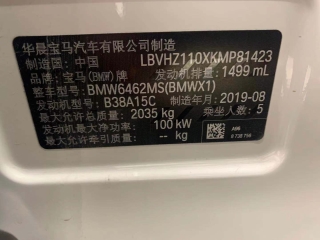 华晨宝马汽车有限公司制造
制造国：中国 LBVHZ110XKMP81423
品牌：宝马(BMW)牌 发动机排量：1499 mL
整车型号：BMW6462MS(BMWX1)
发动机型号：B38A15C 制造年月：2019-08
最大允许总质量：2035 kg 乘坐人数：5
发动机最大净功率：100 kW
最大允许牵引质量：-- kg
A96